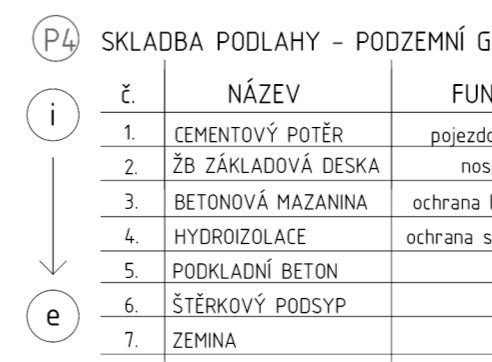 P4 SKLADBA PODLAHY - PODZEMNÍ G
i
č. NÁZEV FUN
1. CEMENTOVÝ POTĚR pojezdo
2. ŽB ZÁKLADOVÁ DESKA nos
3. BETONOVÁ MAZANINA ochrana
4. HYDROIZOLACE ochrana s
5. PODKLADNÍ BETON
6. ŠTĚRKOVÝ PODSYP
7. ZEMINA
e